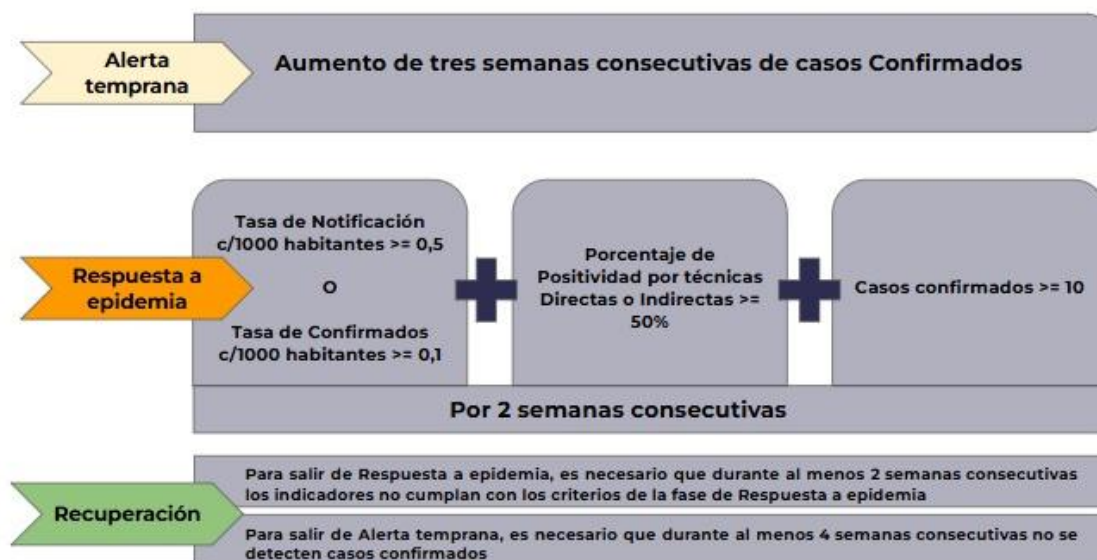 Alerta
temprana
Aumento de tres semanas consecutivas de casos Confirmados
Respuesta a
epidemia
Tasa de Notificación
c/1000 habitantes >= 0,5
O
Tasa de Confirmados
c/1000 habitantes >= 0,1
Porcentaje de
Positividad por técnicas
Directas o Indirectas >=
50%
Casos confirmados >= 10
Por 2 semanas consecutivas
Recuperación
Para salir de Respuesta a epidemia, es necesario que durante al menos 2 semanas consecutivas
los indicadores no cumplan con los criterios de la fase de Respuesta a epidemia
Para salir de Alerta temprana, es necesario que durante al menos 4 semanas consecutivas no se
detecten casos confirmados